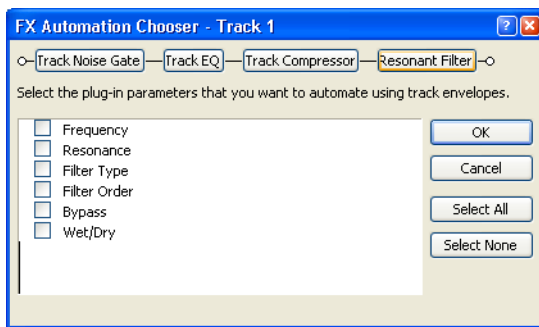 FX Automation Chooser - Track 1
Track Noise Gate Track EQ Track Compressor Resonant Filter
Select the plug-in parameters that you want to automate using track envelopes.
Frequency
Resonance
Filter Type
Filter Order
Bypass
Wet/Dry
OK
Cancel
Select All
Select None